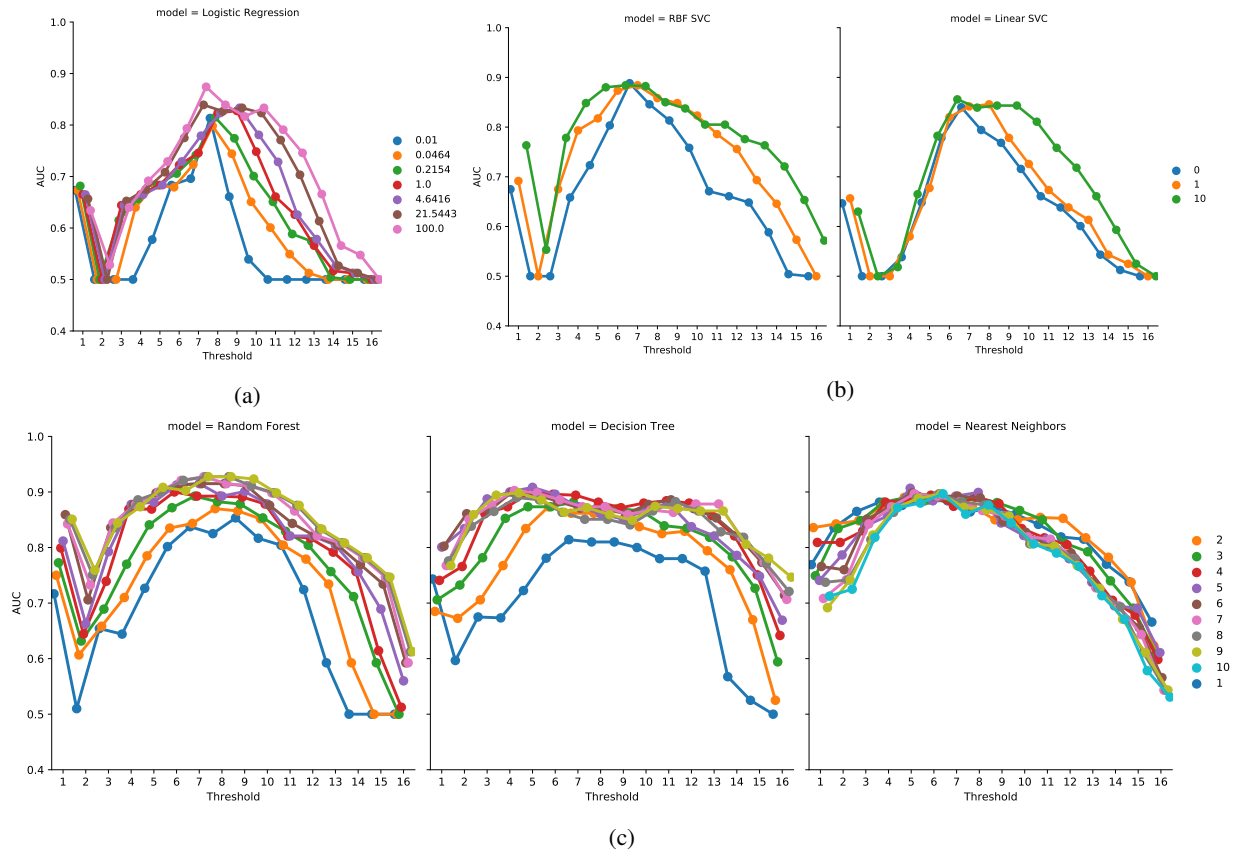 model = Logistic Regression
1.0
0.9
0.8
0.7
0.6
0.5
0.4
AUC
1 2 3 4 5 6 7 8 9 10 11 12 13 14 15 16
Threshold
0.01
0.0464
0.2154
1.0
4.6416
21.5443
100.0
(a)
model = RBF SVC
1.0
0.9
0.8
0.7
0.6
0.5
0.4
AUC
1 2 3 4 5 6 7 8 9 10 11 12 13 14 15 16
Threshold
model = Linear SVC
1 2 3 4 5 6 7 8 9 10 11 12 13 14 15 16
Threshold
0
1
10
(b)
model = Random Forest
1.0
0.9
0.8
0.7
0.6
0.5
0.4
AUC
1 2 3 4 5 6 7 8 9 10 11 12 13 14 15 16
Threshold
model = Decision Tree
1 2 3 4 5 6 7 8 9 10 11 12 13 14 15 16
Threshold
model = Nearest Neighbors
1 2 3 4 5 6 7 8 9 10 11 12 13 14 15 16
Threshold
2
3
4
5
6
7
8
9
10
1
(c)